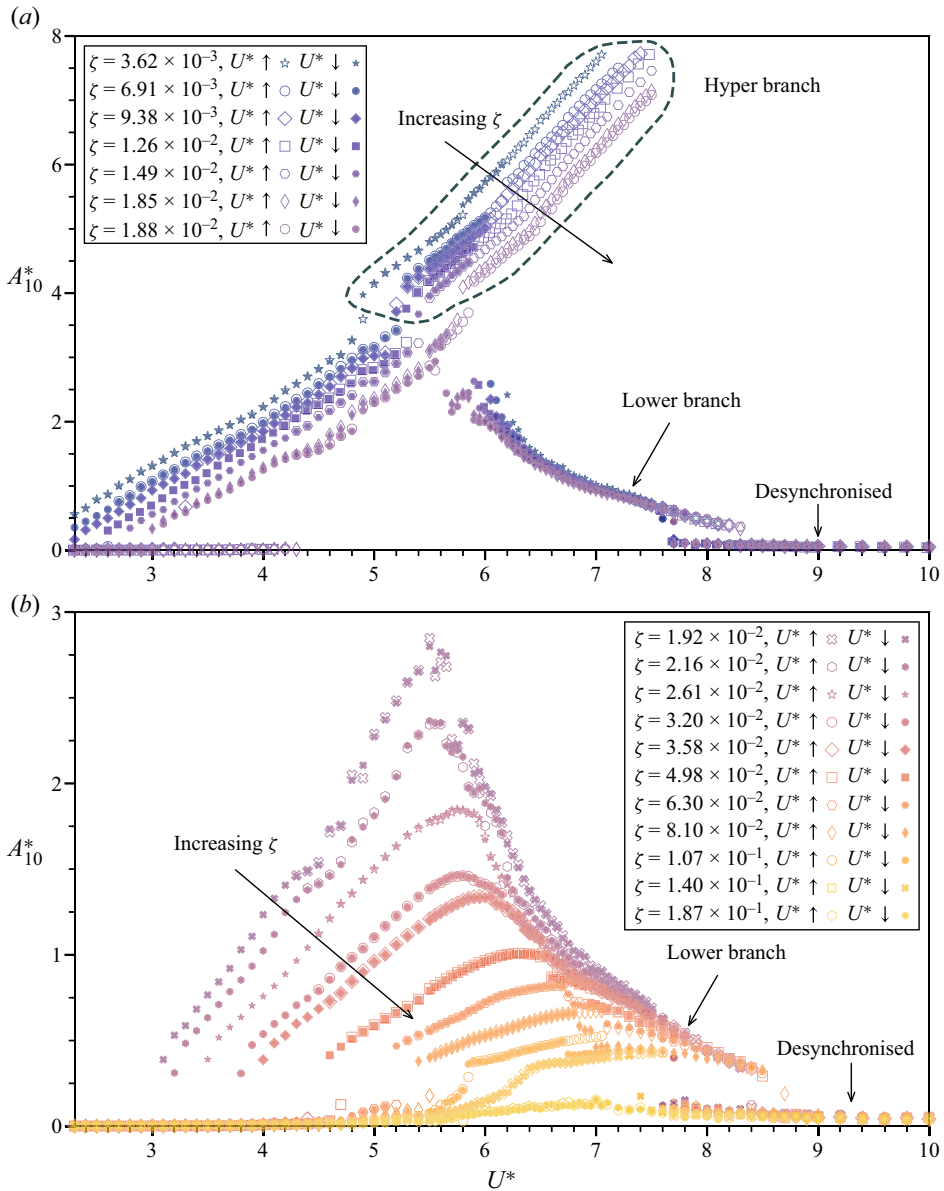 (a)
8
6
4
2
0
A*10
ζ = 3.62 × 10−3, U* ↑ U* ↓
ζ = 6.91 × 10−3, U* ↑ U* ↓
ζ = 9.38 × 10−3, U* ↑ U* ↓
ζ = 1.26 × 10−2, U* ↑ U* ↓
ζ = 1.49 × 10−2, U* ↑ U* ↓
ζ = 1.85 × 10−2, U* ↑ U* ↓
ζ = 1.88 × 10−2, U* ↑ U* ↓
Increasing ζ
Hyper branch
Lower branch
Desynchronised
3 4 5 6 7 8 9 10
(b)
3
2
1
0
A*10
ζ = 1.92 × 10−2, U* ↑ U* ↓
ζ = 2.16 × 10−2, U* ↑ U* ↓
ζ = 2.61 × 10−2, U* ↑ U* ↓
ζ = 3.20 × 10−2, U* ↑ U* ↓
ζ = 3.58 × 10−2, U* ↑ U* ↓
ζ = 4.98 × 10−2, U* ↑ U* ↓
ζ = 6.30 × 10−2, U* ↑ U* ↓
ζ = 8.10 × 10−2, U* ↑ U* ↓
ζ = 1.07 × 10−1, U* ↑ U* ↓
ζ = 1.40 × 10−1, U* ↑ U* ↓
ζ = 1.87 × 10−1, U* ↑ U* ↓
Increasing ζ
Lower branch
Desynchronised
3 4 5 6 7 8 9 10
U*